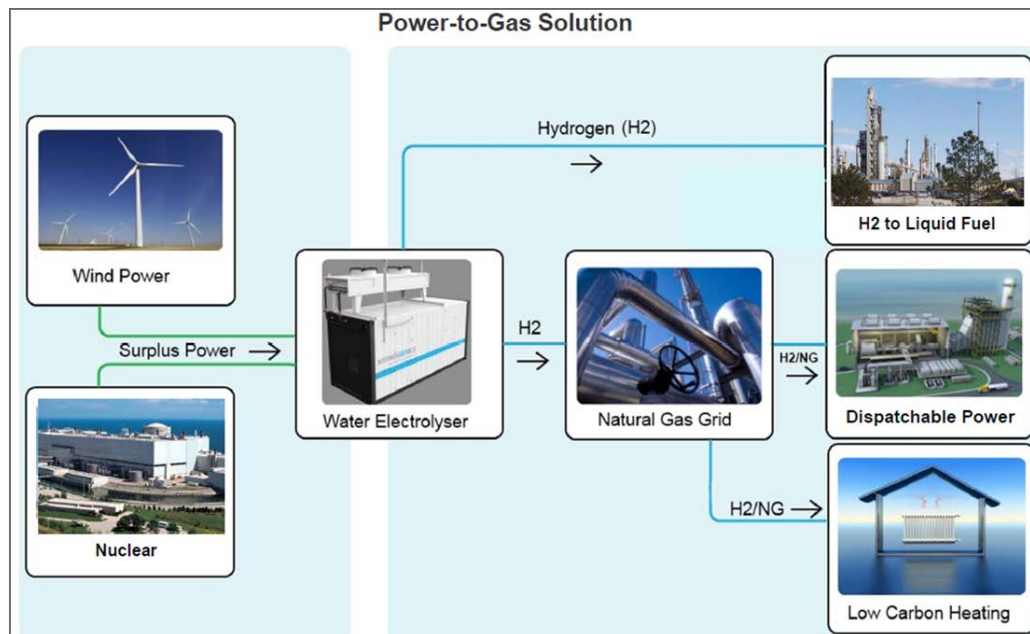 Power-to-Gas Solution
Wind Power
Surplus Power
Nuclear
Water Electrolyser
Hydrogen (H2)
H2
Natural Gas Grid
H2/NG
H2/NG
H2 to Liquid Fuel
Dispatchable Power
Low Carbon Heating